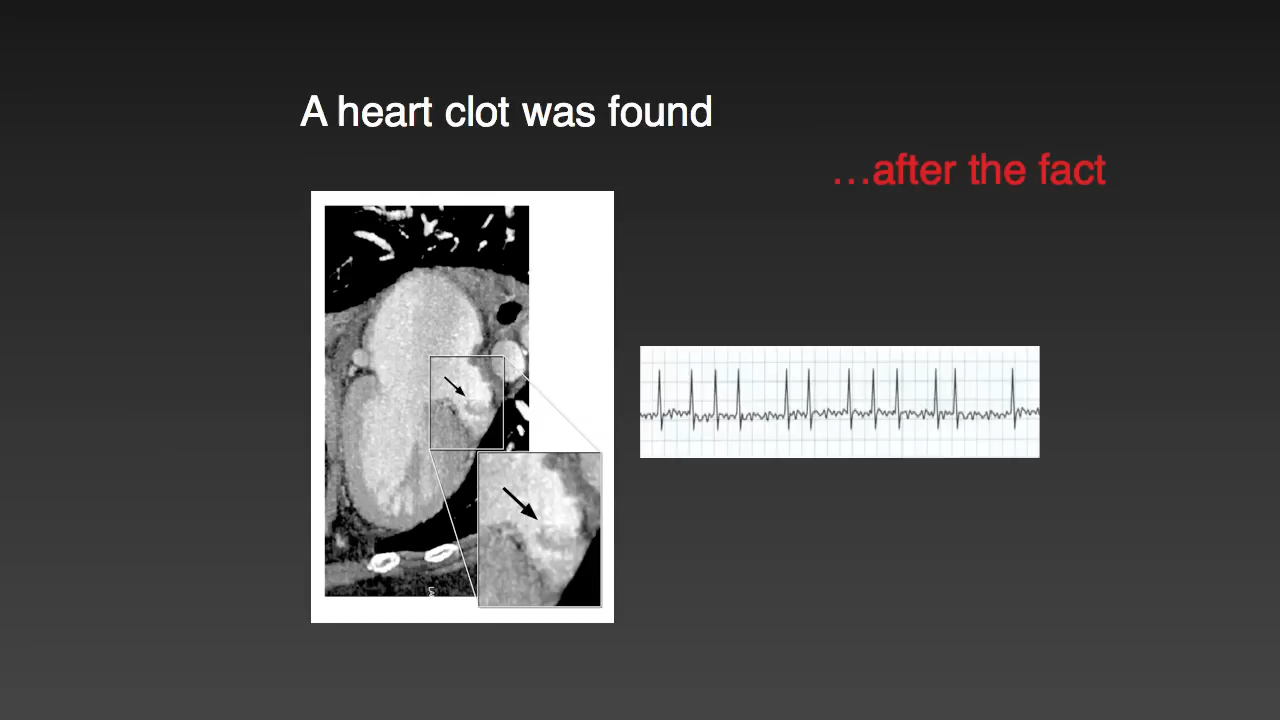 A heart clot was found
…after the fact